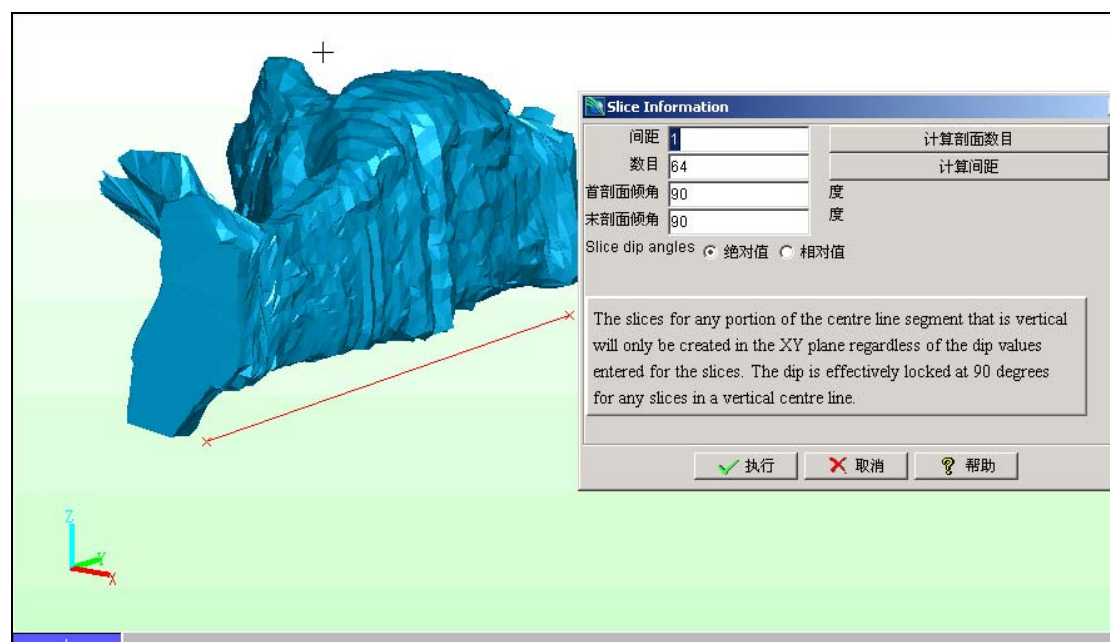 Slice Information
间距 1 计算剖面数目
数目 64 计算间距
首剖面倾角 90 度
末剖面倾角 90 度
Slice dip angles 绝对值 相对值
The slices for any portion of the centre line segment that is vertical
will only be created in the XY plane regardless of the dip values
entered for the slices. The dip is effectively locked at 90 degrees
for any slices in a vertical centre line.
执行 取消 帮助
Z
Y
X